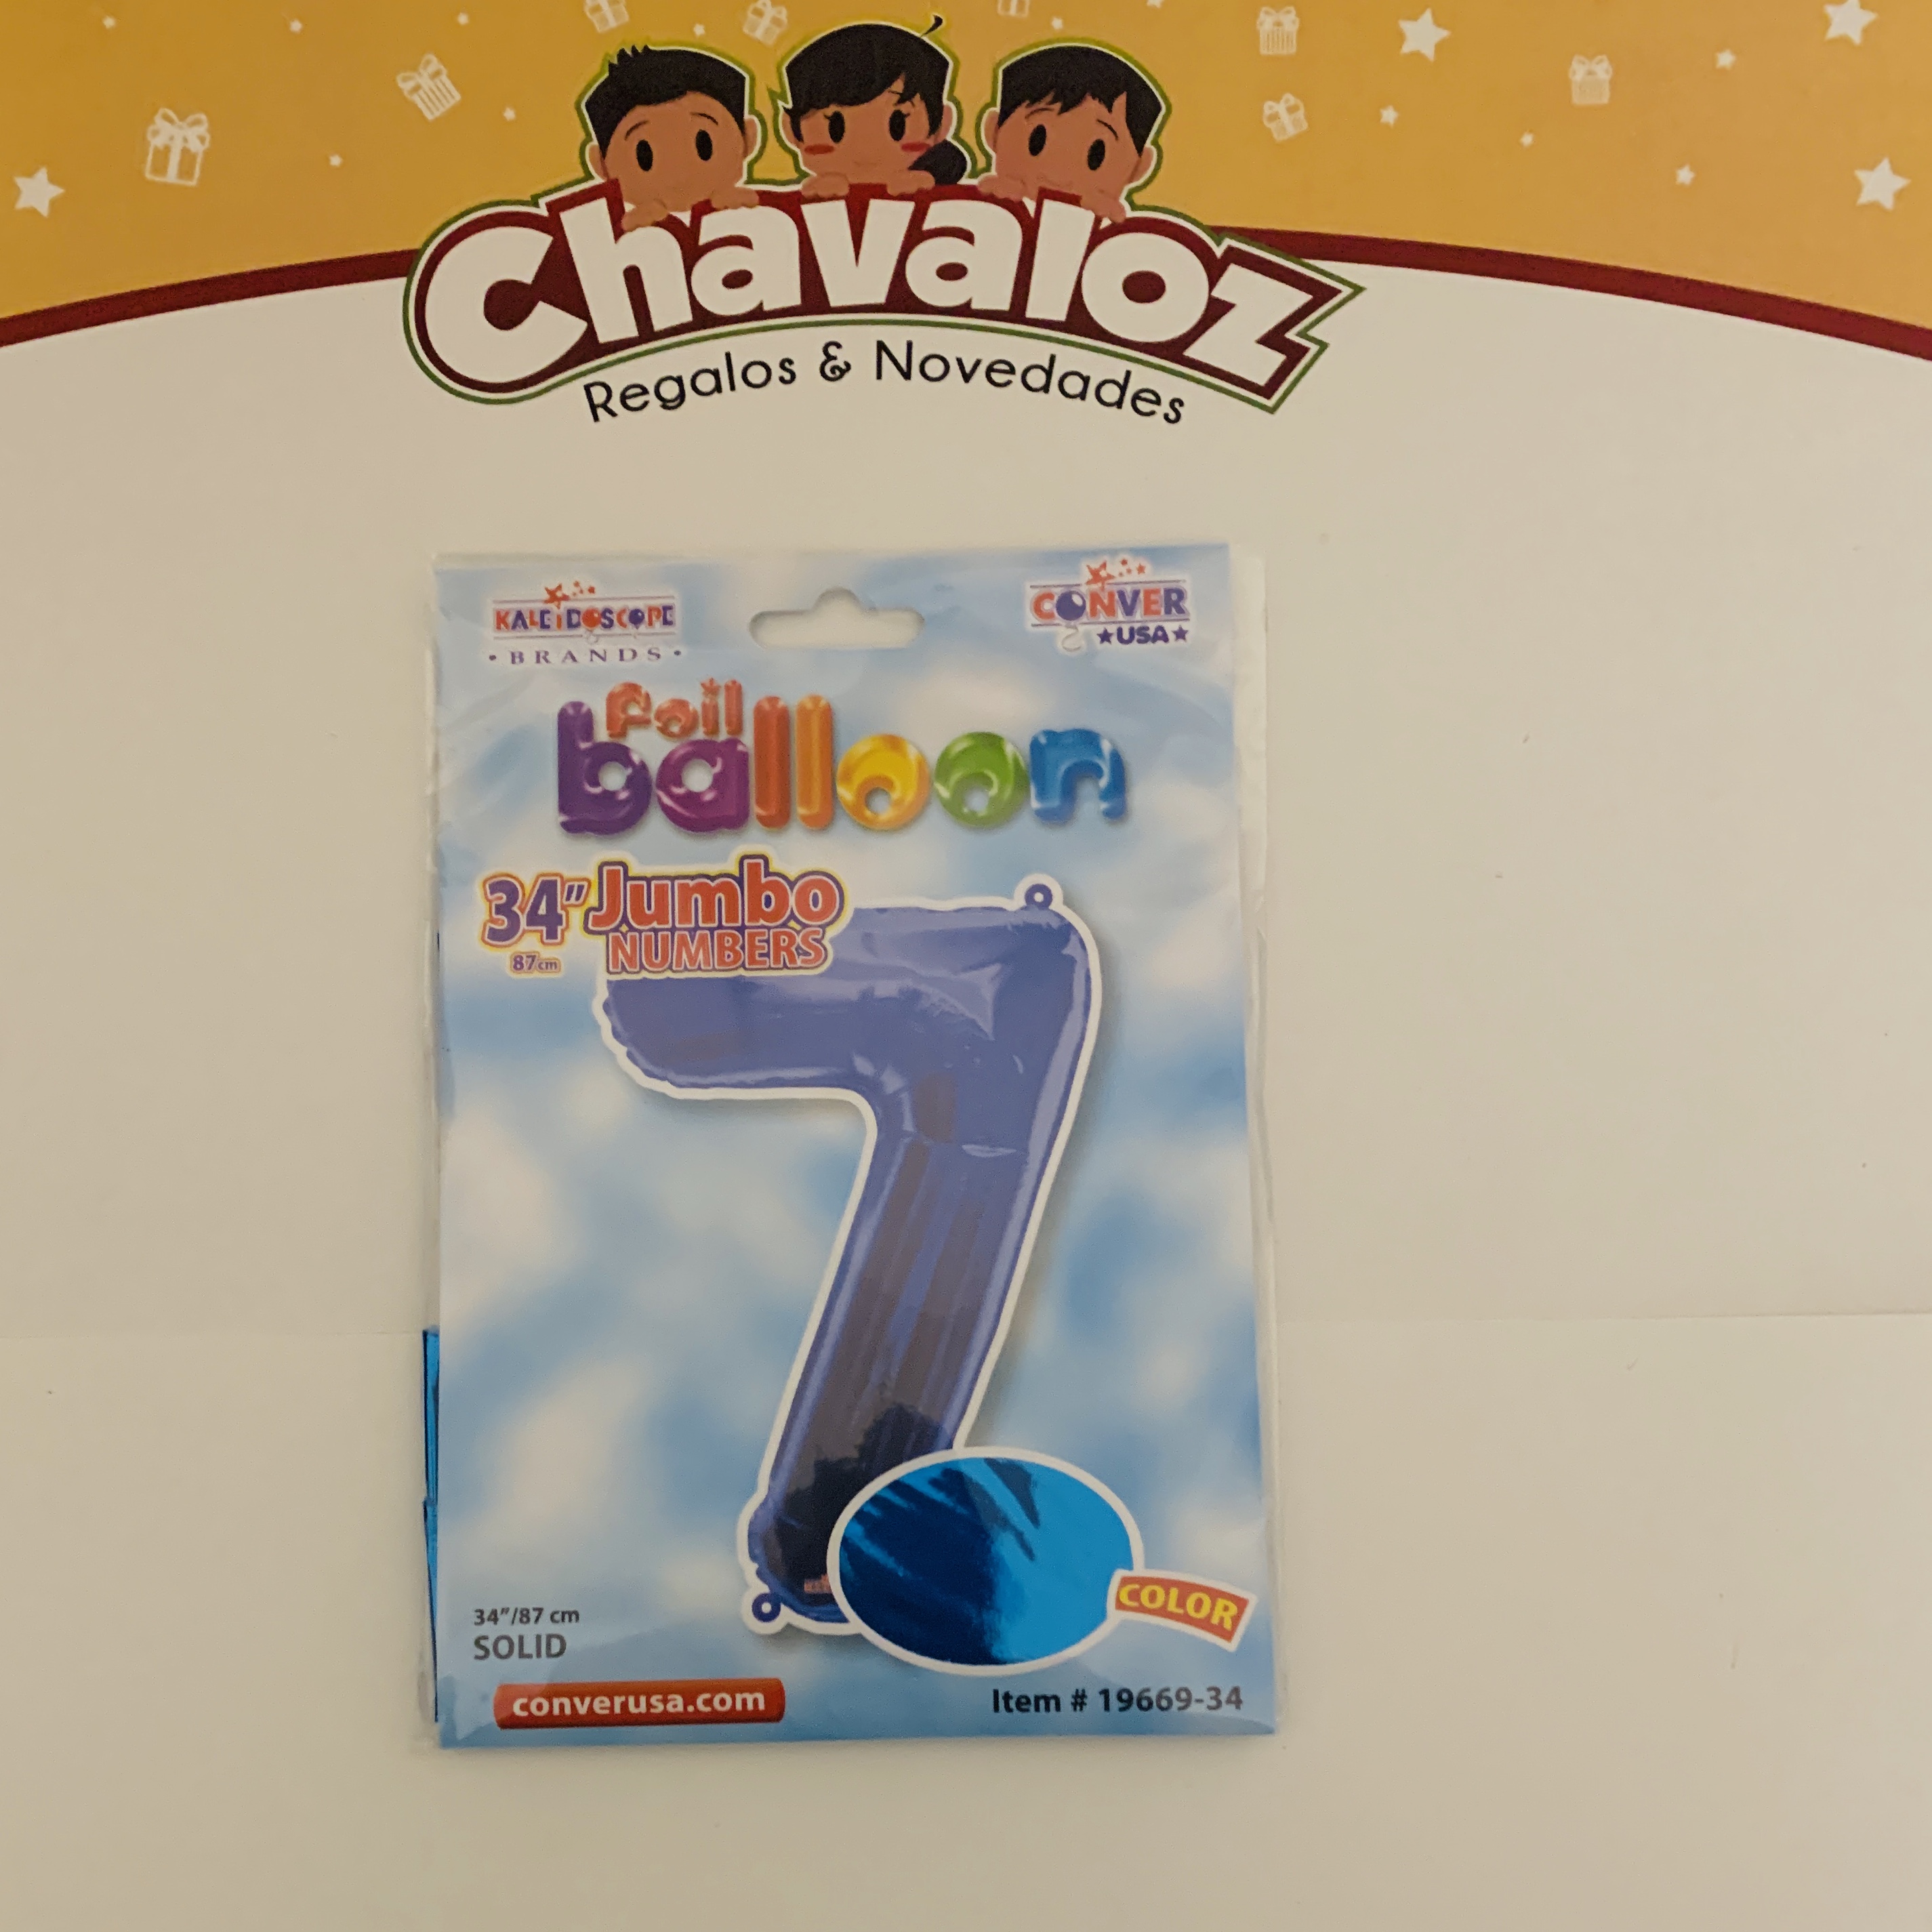 Chavaloz
Regalos & Novedades
KALEIDOSCOPE
• BRANDS •
CONVER
★USA★
foil
balloon
34" Jumbo
87cm NUMBERS
7
34"/87 cm
SOLID
COLOR
converusa.com
Item # 19669-34